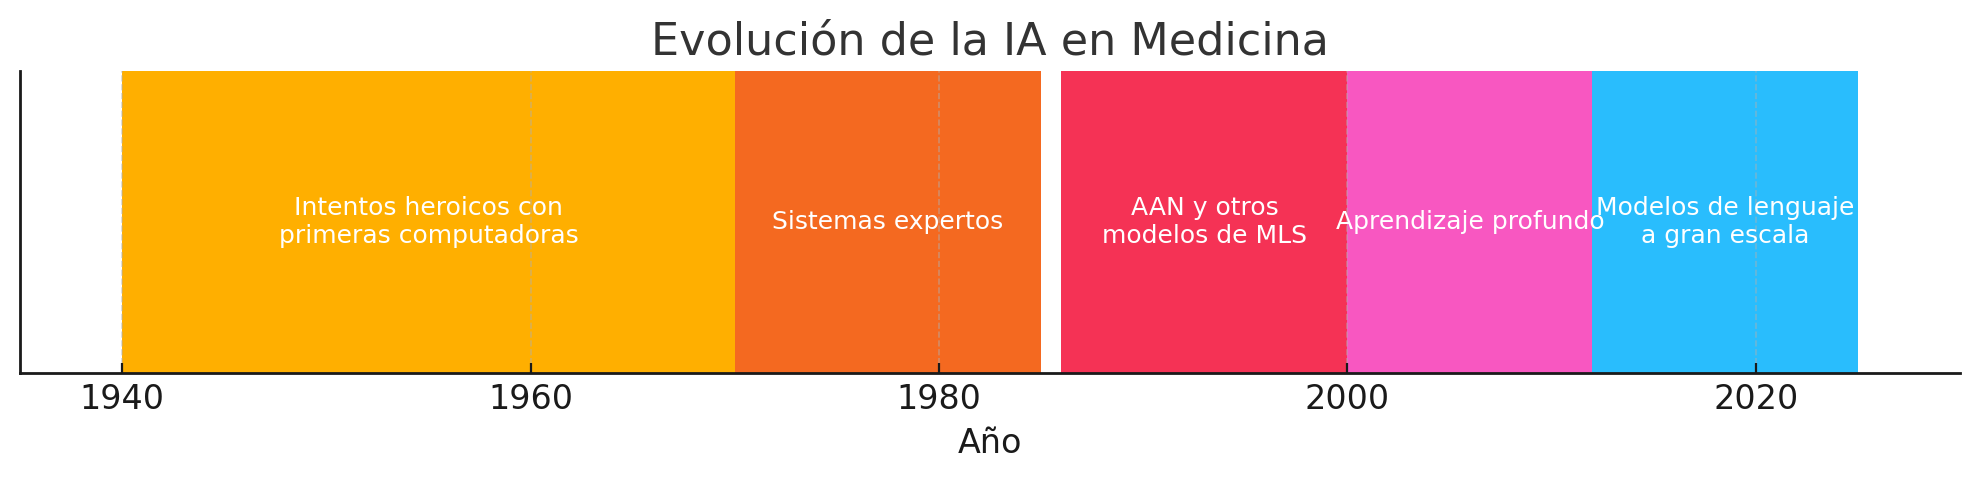 Evolución de la IA en Medicina
Intentos heroicos con
primeras computadoras
Sistemas expertos
AAN y otros
modelos de MLS
Aprendizaje profundo
Modelos de lenguaje
a gran escala
1940
1960
1980
2000
2020
Año